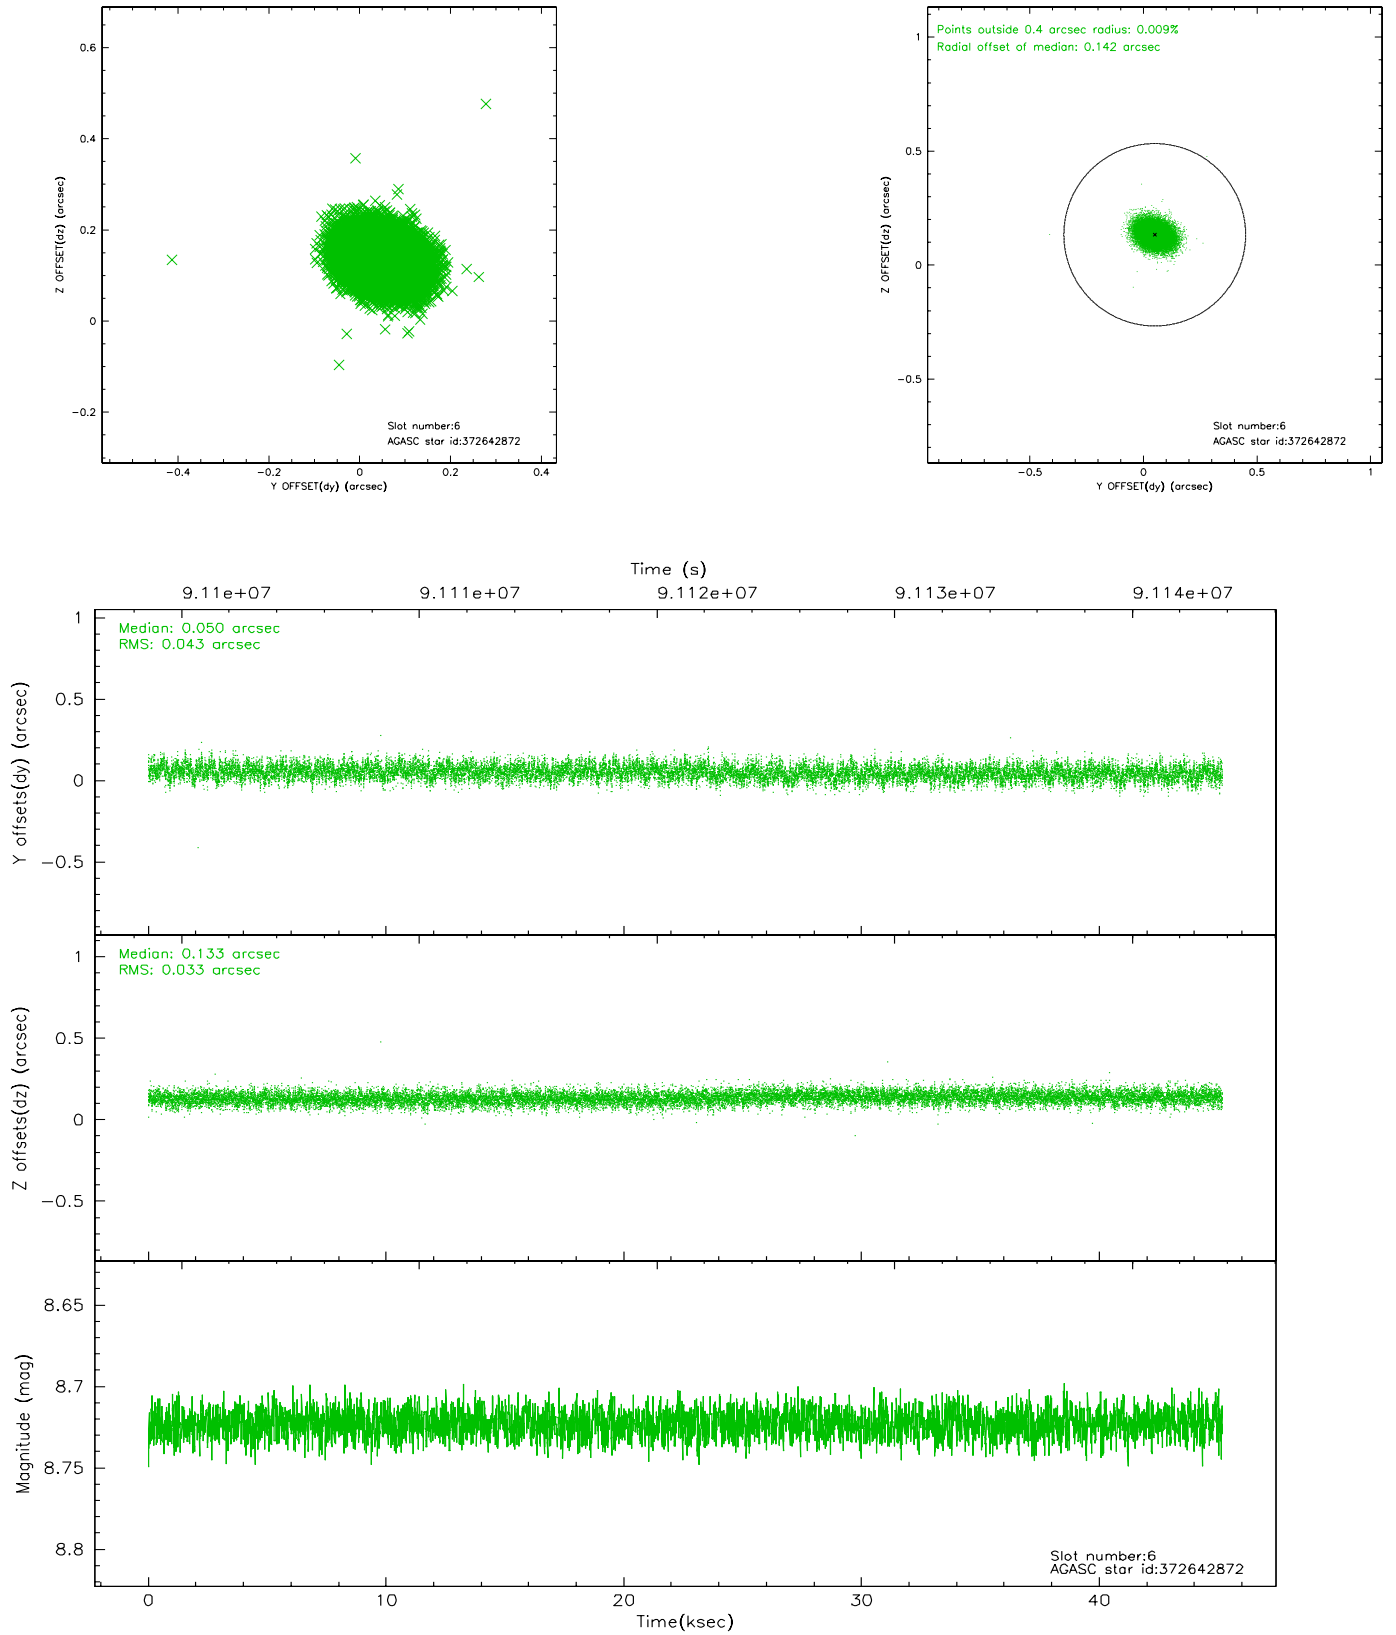 0.6
0.4
0.2
0
−0.2
Z OFFSET(dz) (arcsec)
Slot number:6
AGASC star id:372642872
−0.4 −0.2 0 0.2 0.4
Y OFFSET(dy) (arcsec)
Points outside 0.4 arcsec radius: 0.009%
Radial offset of median: 0.142 arcsec
1
0.5
0
−0.5
Z OFFSET(dz) (arcsec)
Slot number:6
AGASC star id:372642872
−0.5 0 0.5 1
Y OFFSET(dy) (arcsec)
Time (s)
9.11e+07 9.111e+07 9.112e+07 9.113e+07 9.114e+07
Median: 0.050 arcsec
RMS: 0.043 arcsec
1
0.5
0
−0.5
Y offsets(dy) (arcsec)
Median: 0.133 arcsec
RMS: 0.033 arcsec
1
0.5
0
−0.5
Z offsets(dz) (arcsec)
8.65
8.7
8.75
8.8
Magnitude (mag)
Slot number:6
AGASC star id:372642872
0 10 20 30 40
Time(ksec)